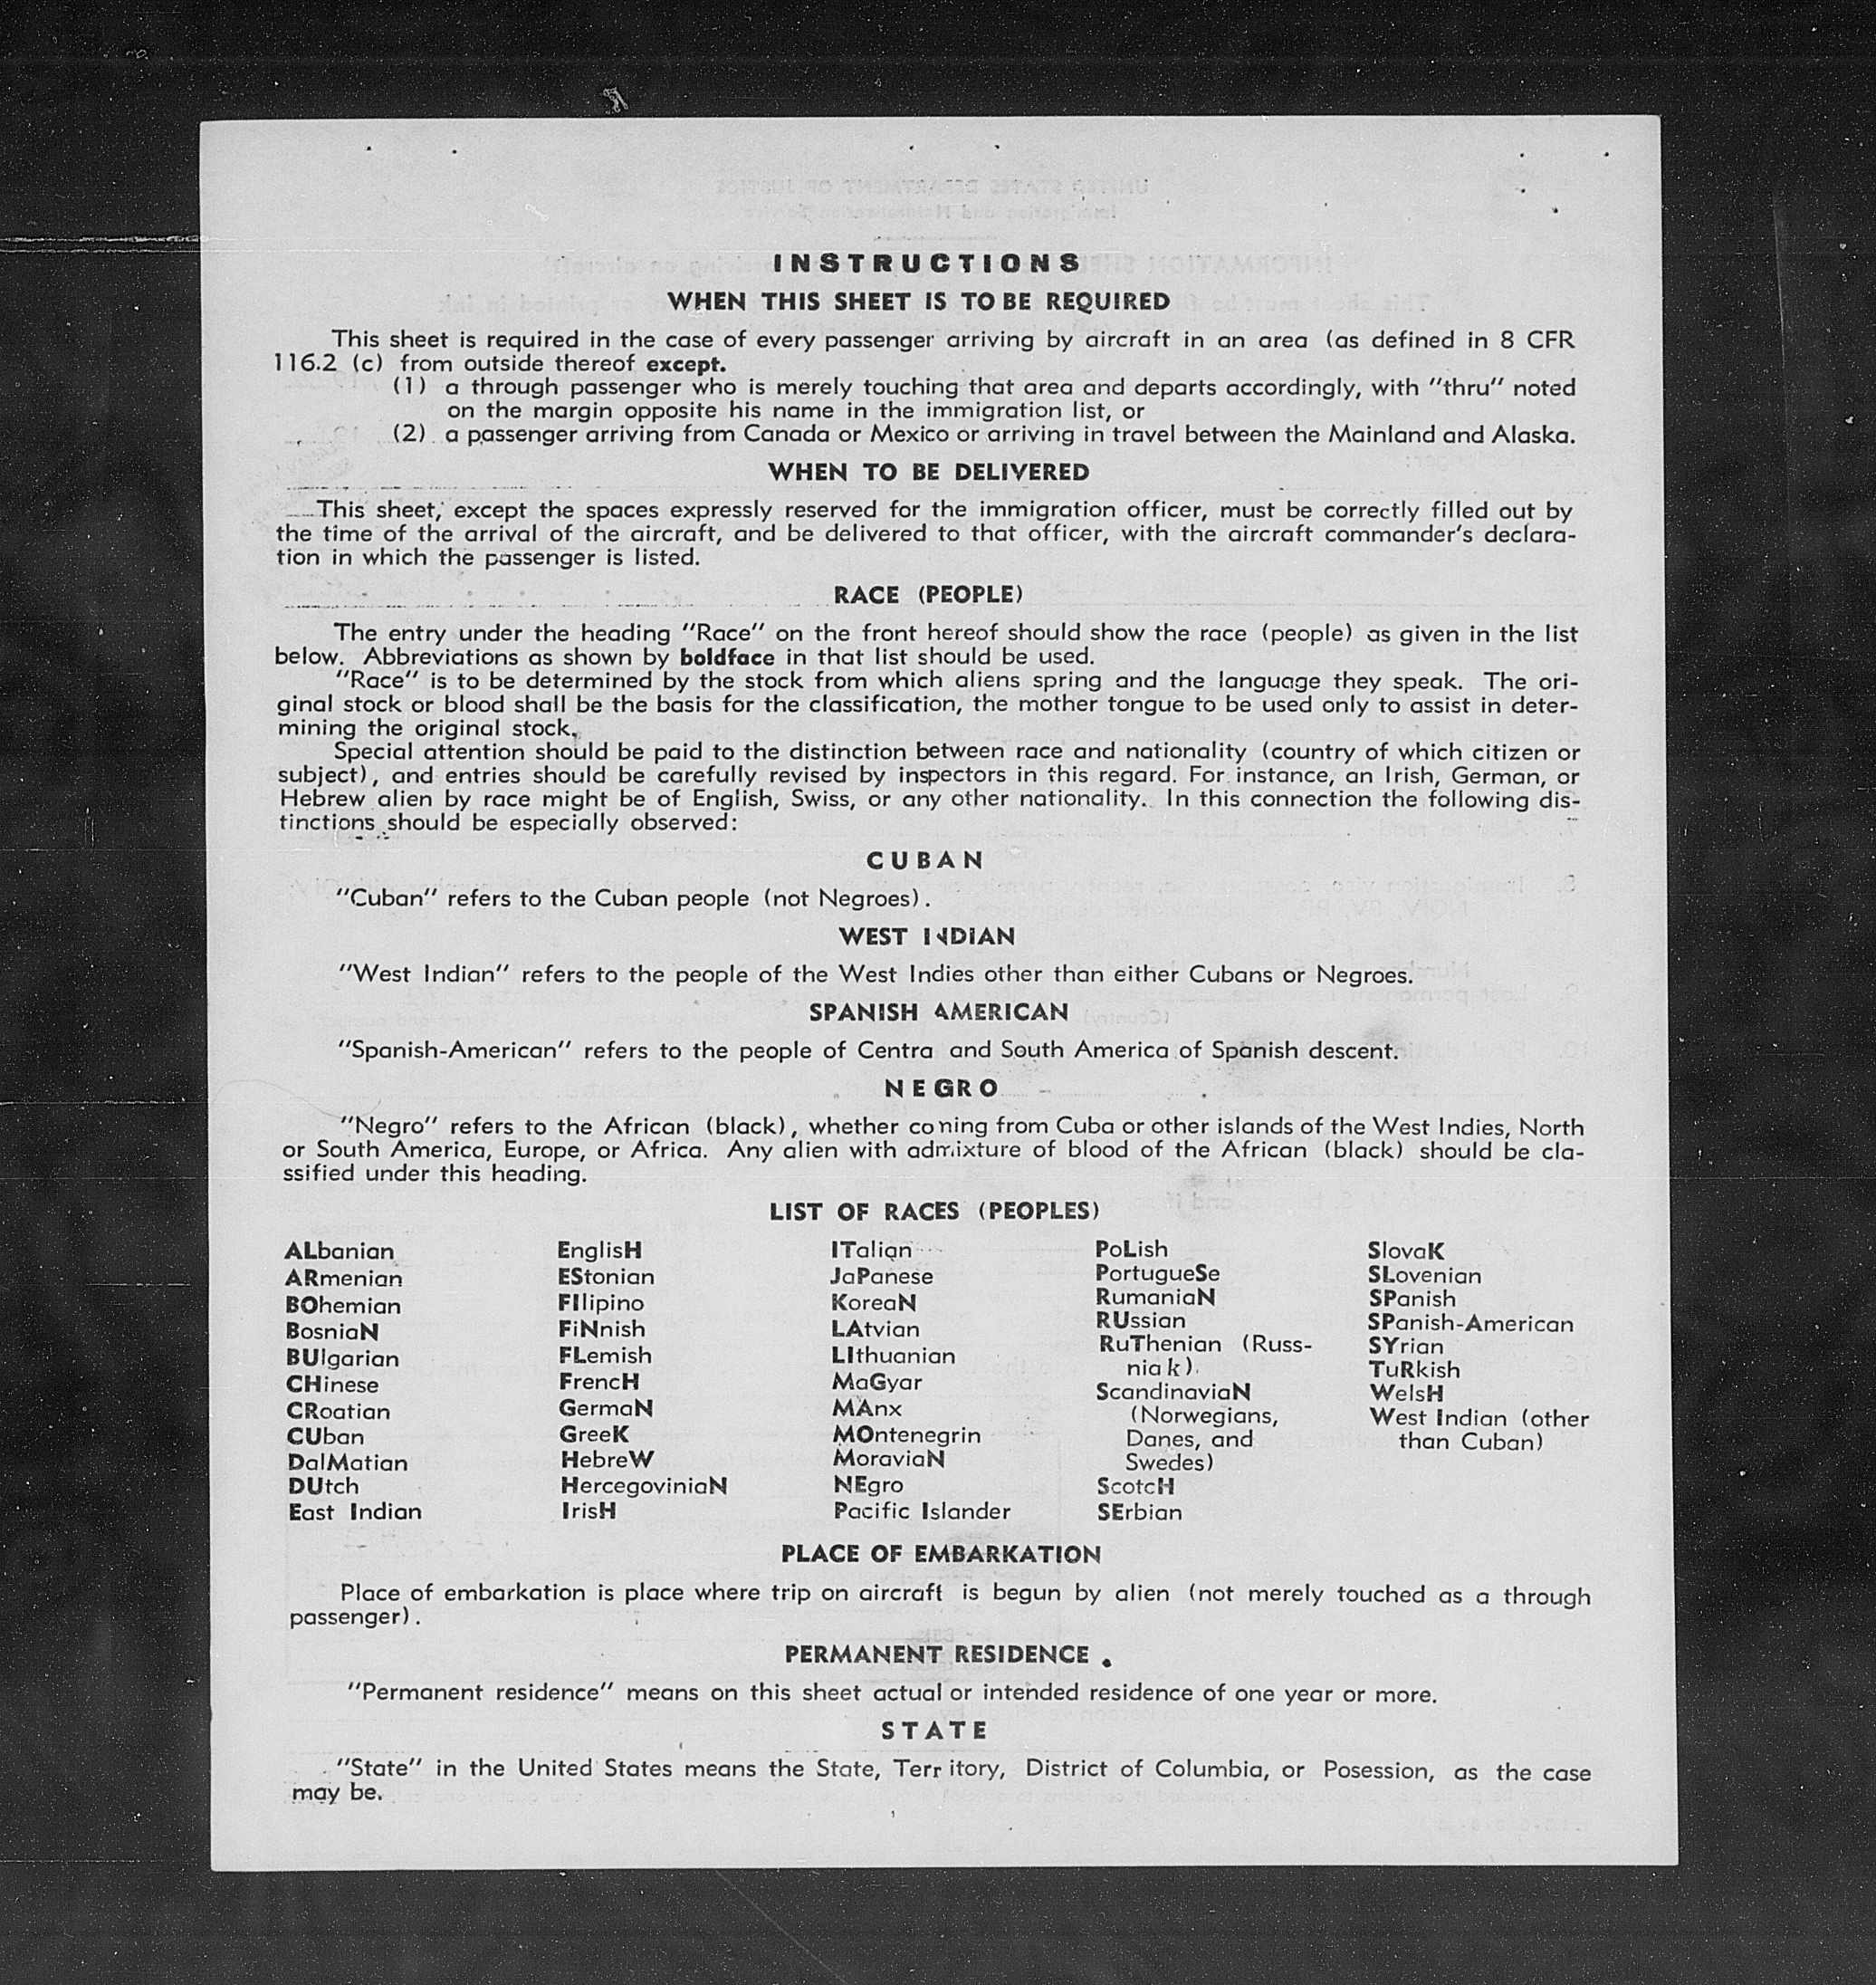 INSTRUCTIONS
WHEN THIS SHEET IS TO BE REQUIRED
This sheet is required in the case of every passenger arriving by aircraft in an area (as defined in 8 CFR
116.2 (c) from outside thereof except.
(1) a through passenger who is merely touching that area and departs accordingly, with "thru" noted
on the margin opposite his name in the immigration list, or
(2) a passenger arriving from Canada or Mexico or arriving in travel between the Mainland and Alaska.
WHEN TO BE DELIVERED
This sheet, except the spaces expressly reserved for the immigration officer, must be correctly filled out by
the time of the arrival of the aircraft, and be delivered to that officer, with the aircraft commander's declara-
tion in which the passenger is listed.
RACE (PEOPLE)
The entry under the heading "Race" on the front hereof should show the race (people) as given in the list
below. Abbreviations as shown by boldface in that list should be used.
"Race" is to be determined by the stock from which aliens spring and the language they speak. The ori-
ginal stock or blood shall be the basis for the classification, the mother tongue to be used only to assist in deter-
mining the original stock.
Special attention should be paid to the distinction between race and nationality (country of which citizen or
subject), and entries should be carefully revised by inspectors in this regard. For instance, an Irish, German, or
Hebrew alien by race might be of English, Swiss, or any other nationality. In this connection the following dis-
tinctions should be especially observed:
CUBAN
"Cuban" refers to the Cuban people (not Negroes).
WEST INDIAN
"West Indian" refers to the people of the West Indies other than either Cubans or Negroes.
SPANISH AMERICAN
"Spanish-American" refers to the people of Centra and South America of Spanish descent.
NEGRO
"Negro" refers to the African (black), whether coning from Cuba or other islands of the West Indies, North
or South America, Europe, or Africa. Any alien with admixture of blood of the African (black) should be cla-
ssified under this heading.
LIST OF RACES (PEOPLES)
ALbanian
ARmenian
BOhemian
BosniaN
BUlgarian
CHinese
CRoatian
CUban
DalMatian
DUtch
East Indian
EnglisH
EStonian
FIlipino
FiNnish
FLemish
FrencH
GermaN
GreeK
HebreW
HercegoviniaN
IrisH
ITalian
JaPanese
KoreaN
LAtvian
LIthuanian
MaGyar
MAnx
MOntenegrin
MoraviaN
NEgro
Pacific Islander
PoLish
PortugueSe
RumaniaN
RUssian
RuThenian (Russ-
niak).
ScandinaviaN
(Norwegians,
Danes, and
Swedes)
ScotcH
SErbian
SlovaK
SLovenian
SPanish
SPanish-American
SYrian
TuRkish
WelsH
West Indian (other
than Cuban)
PLACE OF EMBARKATION
Place of embarkation is place where trip on aircraft is begun by alien (not merely touched as a through
passenger).
PERMANENT RESIDENCE.
"Permanent residence" means on this sheet actual or intended residence of one year or more.
STATE
"State" in the United States means the State, Terr itory, District of Columbia, or Posession, as the case
may be.